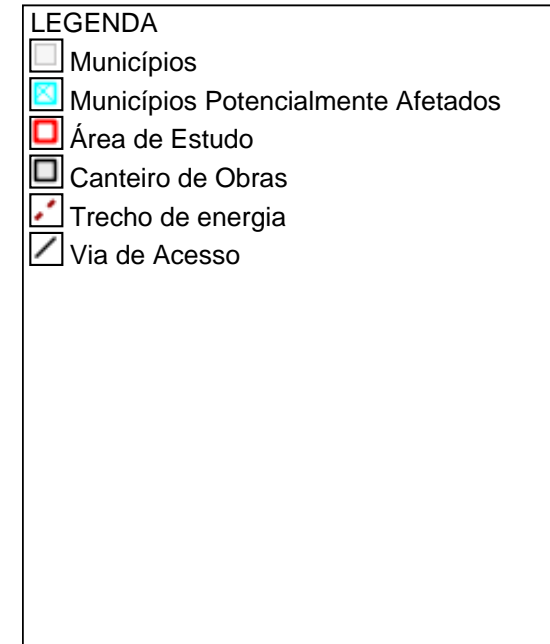 LEGENDA
Municípios
Municípios Potencialmente Afetados
Área de Estudo
Canteiro de Obras
Trecho de energia
Via de Acesso